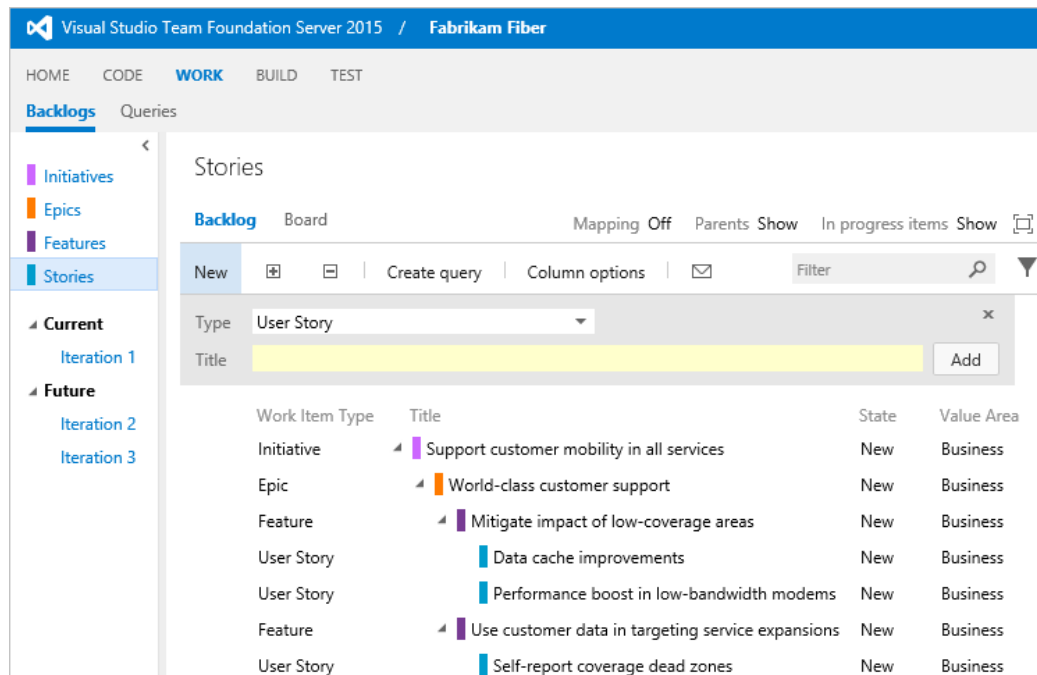 Visual Studio Team Foundation Server 2015 / Fabrikam Fiber
HOME CODE WORK BUILD TEST
Backlogs Queries
Initiatives
Epics
Features
Stories
Current
Iteration 1
Future
Iteration 2
Iteration 3
Stories
Backlog Board Mapping Off Parents Show In progress items Show
New Create query Column options Filter
Type User Story
Title Add
Work Item Type Title State Value Area
Initiative Support customer mobility in all services New Business
Epic World-class customer support New Business
Feature Mitigate impact of low-coverage areas New Business
User Story Data cache improvements New Business
User Story Performance boost in low-bandwidth modems New Business
Feature Use customer data in targeting service expansions New Business
User Story Self-report coverage dead zones New Business